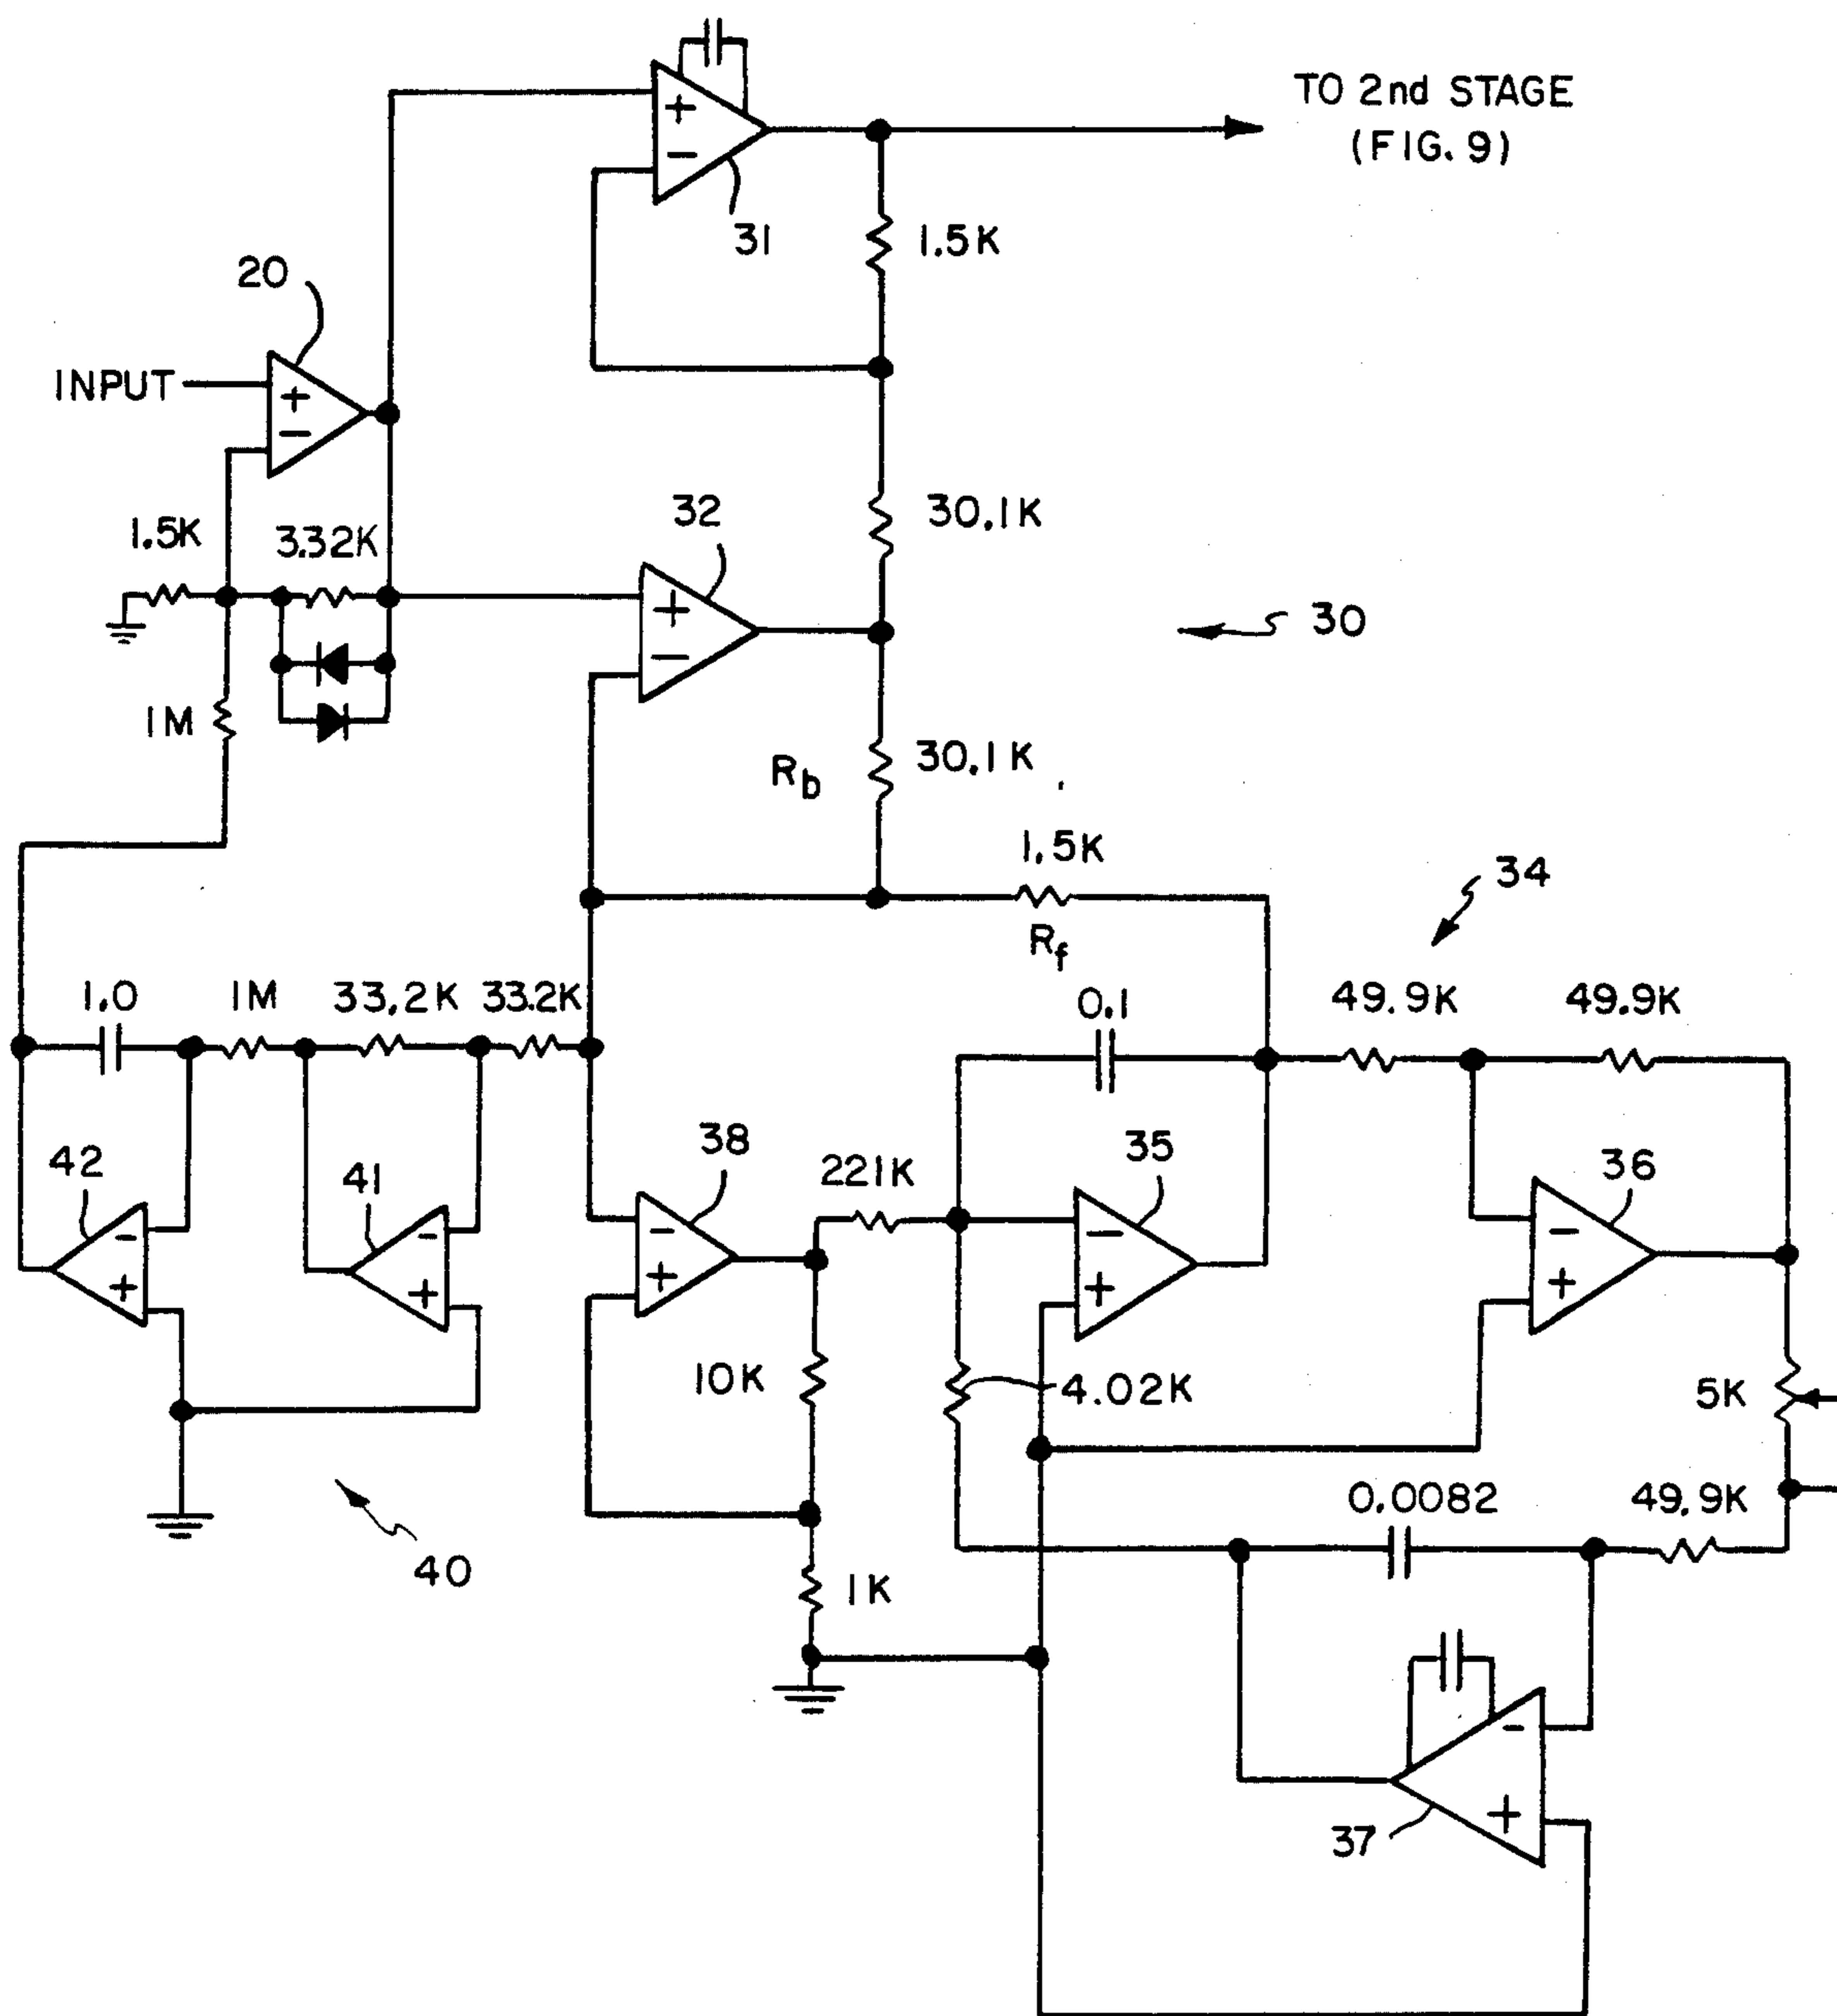 TO 2nd STAGE
(FIG. 9)
+
−
31
1.5K
20
INPUT
+
−
30.1K
32
1.5K
3.32K
+
−
30
1M
30.1K
Rb
1.5K
34
Rf
1.0
1M
33.2K
33.2K
0.1
49.9K
49.9K
42
41
38
221K
35
36
−
+
−
+
−
+
−
+
−
+
10K
4.02K
5K
0.0082
49.9K
40
1K
−
+
37